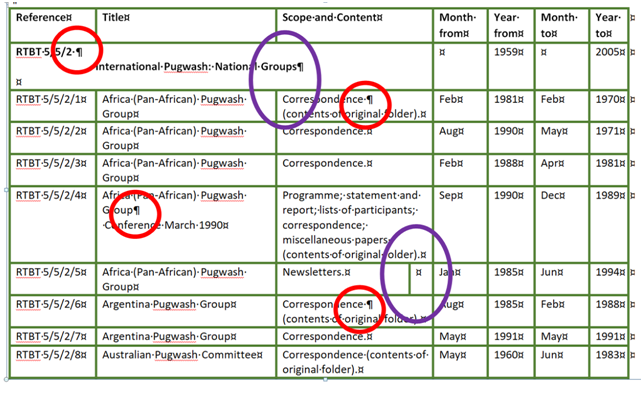 Reference¤ Title¤ Scope and Content¤ Month from¤ Year from¤ Month to¤ Year to¤
RTBT 5/5/2 ¶ ¤ 1959¤ ¤ 2005¤
International Pugwash: National Groups¶
¤
RTBT 5/5/2/1¤ Africa (Pan-African) Pugwash Correspondence ¶ Feb¤ 1981¤ Feb¤ 1970¤
Group¤ (contents of original folder).¤
RTBT 5/5/2/2¤ Africa (Pan-African) Pugwash Correspondence.¤ Aug¤ 1990¤ May¤ 1971¤
Group¤
RTBT 5/5/2/3¤ Africa (Pan-African) Pugwash Correspondence.¤ Feb¤ 1988¤ Apr¤ 1981¤
Group¤
RTBT 5/5/2/4¤ Africa (Pan-African) Pugwash Programme; statement and Sep¤ 1990¤ Dec¤ 1989¤
Group¶ report; lists of participants;
Conference March 1990¤ correspondence;
miscellaneous papers
(contents of original folder).¤
RTBT 5/5/2/5¤ Africa (Pan-African) Pugwash Newsletters.¤ ¤ Jan¤ 1985¤ Jun¤ 1994¤
Group¤
RTBT 5/5/2/6¤ Argentina Pugwash Group¤ Correspondence ¶ Aug¤ 1985¤ Feb¤ 1988¤
(contents of original folder).¤
RTBT 5/5/2/7¤ Argentina Pugwash Group¤ Correspondence.¤ May¤ 1991¤ May¤ 1991¤
RTBT 5/5/2/8¤ Australian Pugwash Committee¤ Correspondence (contents of May¤ 1960¤ Jun¤ 1983¤
original folder).¤